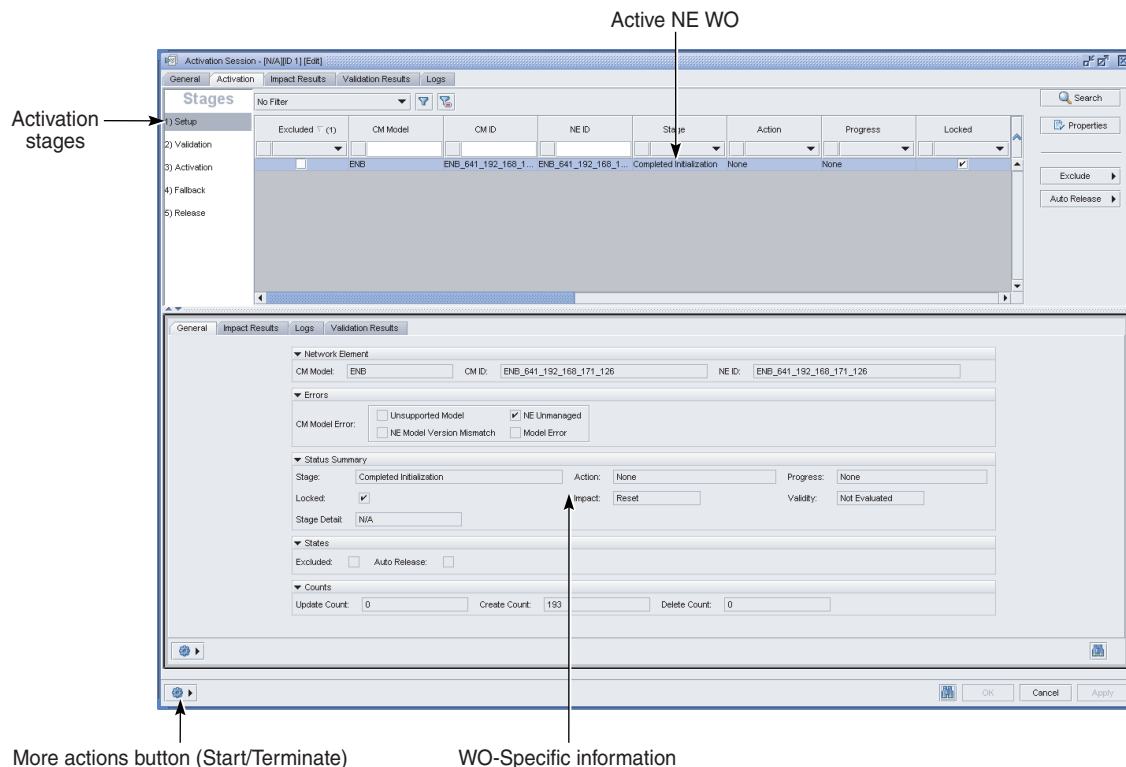 Active NE WO
Activation Session - [N/A][ID 1] [Edit]
General Activation Impact Results Validation Results Logs
Activation stages
Stages
1) Setup
2) Validation
3) Activation
4) Fallback
5) Release
No Filter
Search
Properties
Exclude
Auto Release
Excluded (1) CM Model CM ID NE ID Stage Action Progress Locked
ENB ENB_641_192_168_1... ENB_641_192_168_1... Completed Initialization None None
General Impact Results Logs Validation Results
Network Element
CM Model: ENB CM ID: ENB_641_192_168_171_126 NE ID: ENB_641_192_168_171_126
Errors
CM Model Error: Unsupported Model NE Unmanaged
NE Model Version Mismatch Model Error
Status Summary
Stage: Completed Initialization Action: None Progress: None
Locked: Impact: Reset Validity: Not Evaluated
Stage Detail: N/A
States
Excluded: Auto Release:
Counts
Update Count: 0 Create Count: 193 Delete Count: 0
OK Cancel Apply
More actions button (Start/Terminate)
WO-Specific information